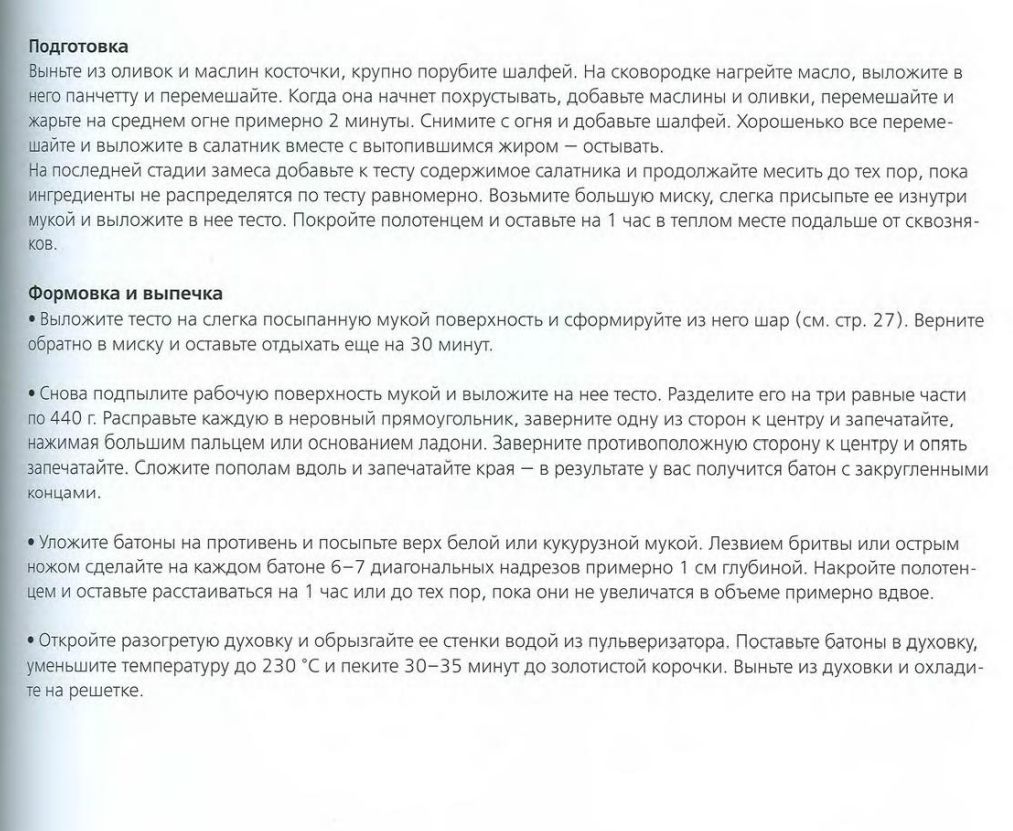 Подготовка
Выньте из оливок и маслин косточки, крупно порубите шалфей. На сковородке нагрейте масло, выложите в
него панчетту и перемешайте. Когда она начнет похрустывать, добавьте маслины и оливки, перемешайте и
жарьте на среднем огне примерно 2 минуты. Снимите с огня и добавьте шалфей. Хорошенько все переме-
шайте и выложите в салатник вместе с вытопившимся жиром — остывать.
На последней стадии замеса добавьте к тесту содержимое салатника и продолжайте месить до тех пор, пока
ингредиенты не распределятся по тесту равномерно. Возьмите большую миску, слегка присыпьте ее изнутри
мукой и выложите в нее тесто. Покройте полотенцем и оставьте на 1 час в теплом месте подальше от сквозня-
ков.
Формовка и выпечка
• Выложите тесто на слегка посыпанную мукой поверхность и сформируйте из него шар (см. стр. 27). Верните
обратно в миску и оставьте отдыхать еще на 30 минут.
• Снова подпылите рабочую поверхность мукой и выложите на нее тесто. Разделите его на три равные части
по 440 г. Расправьте каждую в неровный прямоугольник, заверните одну из сторон к центру и запечатайте,
нажимая большим пальцем или основанием ладони. Заверните противоположную сторону к центру и опять
запечатайте. Сложите пополам вдоль и запечатайте края — в результате у вас получится батон с закругленными
концами.
• Уложите батоны на противень и посыпьте верх белой или кукурузной мукой. Лезвием бритвы или острым
ножом сделайте на каждом батоне 6–7 диагональных надрезов примерно 1 см глубиной. Накройте полотен-
цем и оставьте расстаиваться на 1 час или до тех пор, пока они не увеличатся в объеме примерно вдвое.
• Откройте разогретую духовку и обрызгайте ее стенки водой из пульверизатора. Поставьте батоны в духовку,
уменьшите температуру до 230 °C и пеките 30–35 минут до золотистой корочки. Выньте из духовки и охлади-
те на решетке.